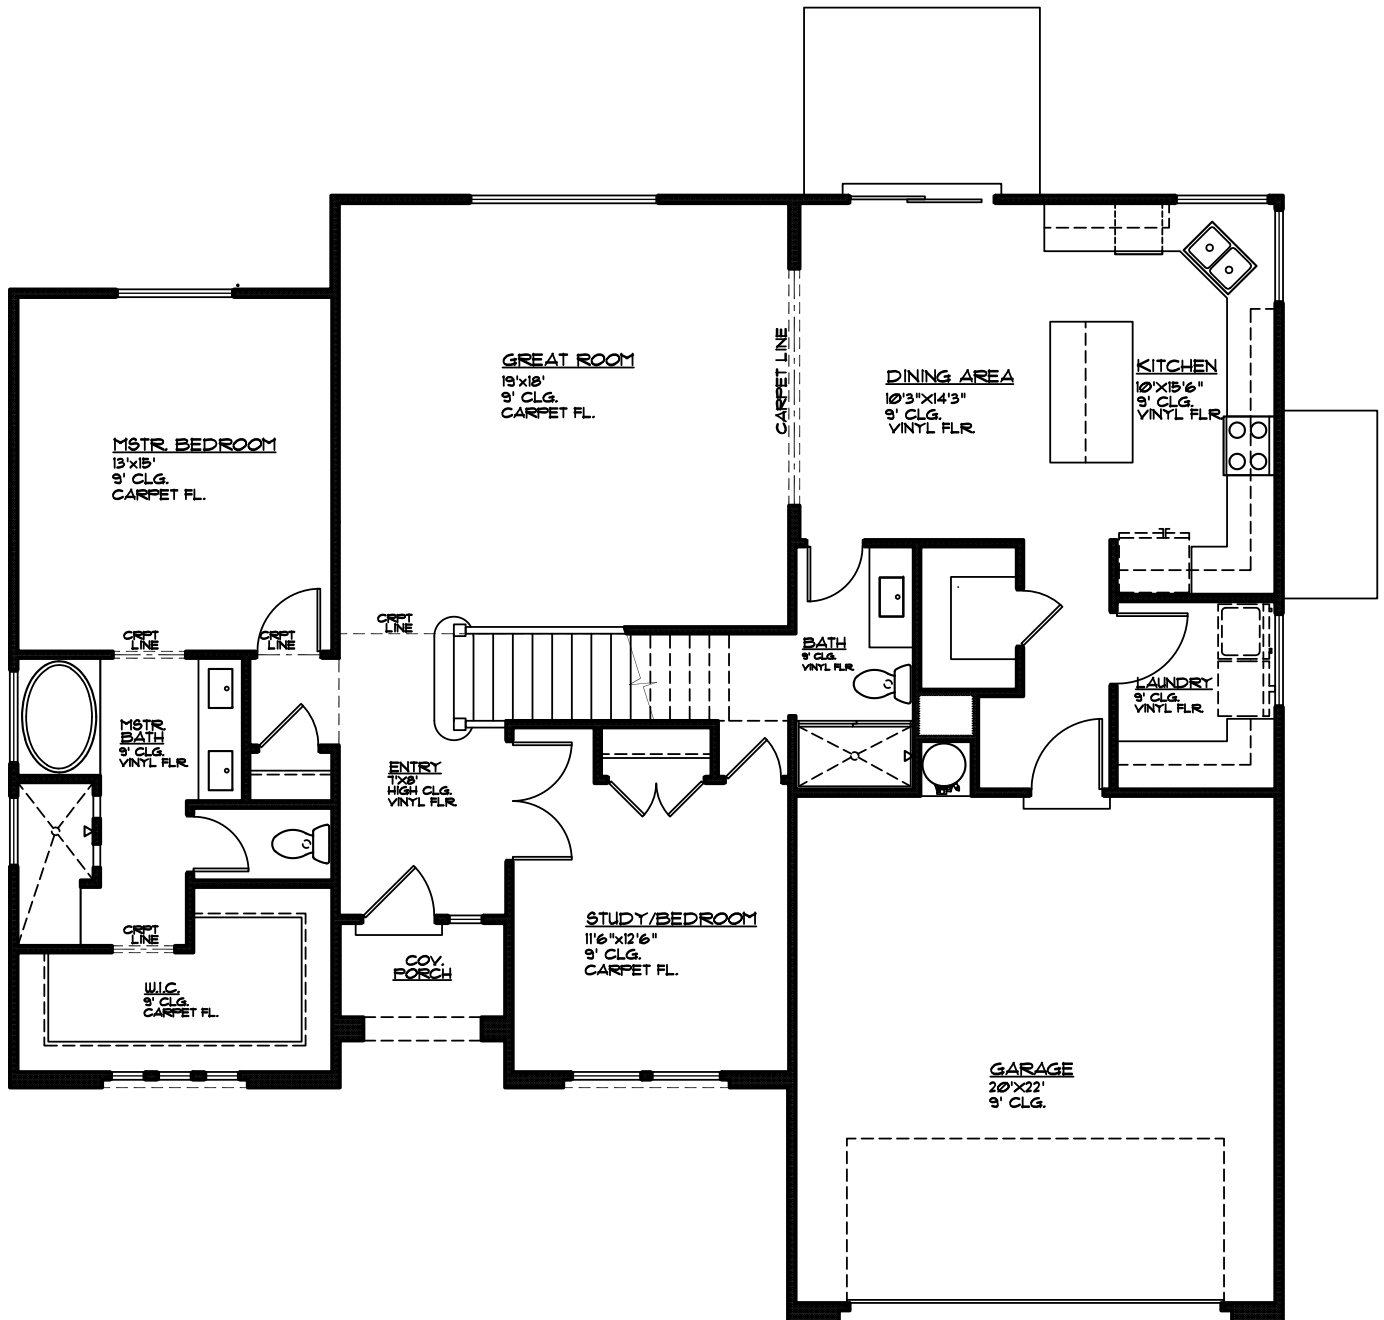 GREAT ROOM
19'x18'
9' CLG.
CARPET FL.
CARPET LINE
DINING AREA
10'3"X14'3"
9' CLG.
VINYL FLR.
KITCHEN
10'X15'6"
9' CLG.
VINYL FLR.
MSTR. BEDROOM
13'x15'
9' CLG.
CARPET FL.
CRPT
LINE
CRPT
LINE
CRPT
LINE
BATH
9' CLG.
VINYL FLR.
LAUNDRY
9' CLG.
VINYL FLR.
MSTR.
BATH
9' CLG.
VINYL FLR.
ENTRY
7'X8'
HIGH CLG.
VINYL FLR.
STUDY/BEDROOM
11'6"x12'6"
9' CLG.
CARPET FL.
CRPT
LINE
COV.
PORCH
W.I.C.
9' CLG.
CARPET FL.
GARAGE
20'X22'
9' CLG.